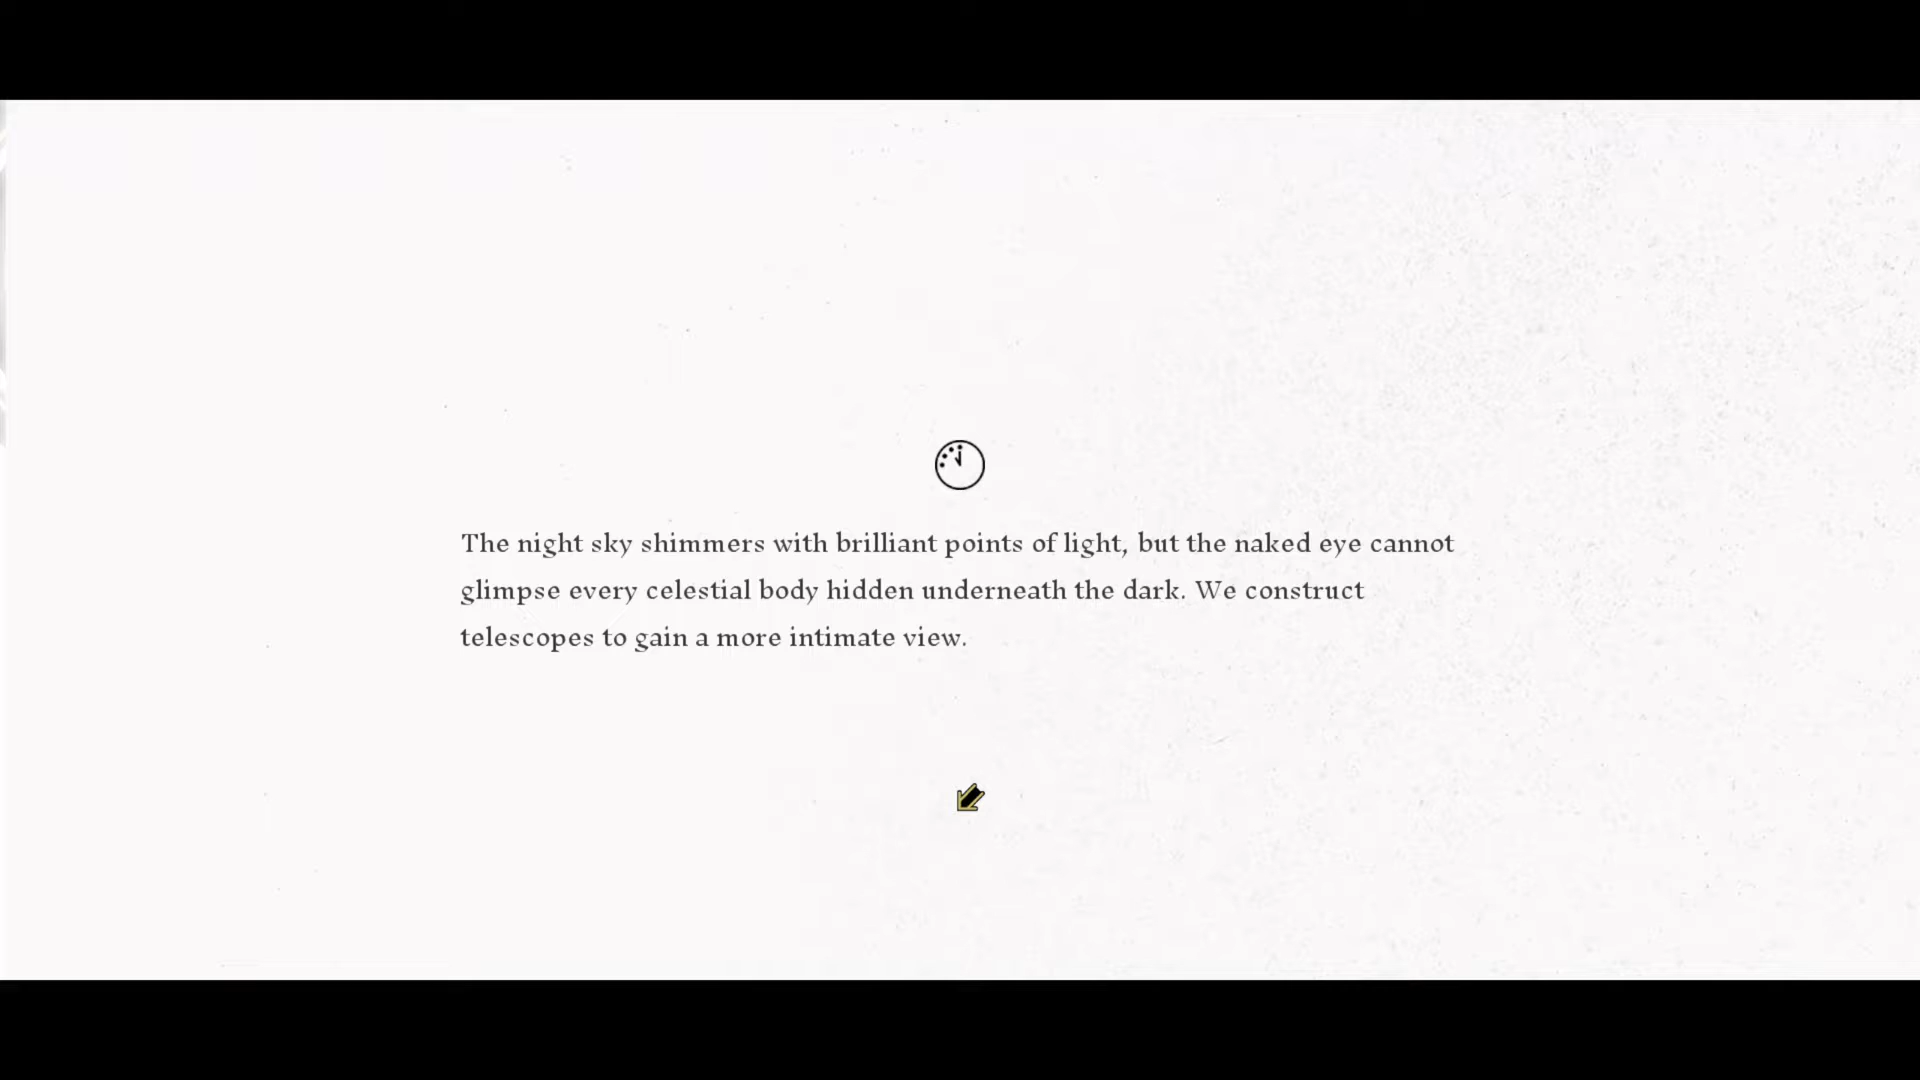 The night sky shimmers with brilliant points of light, but the naked eye cannot
glimpse every celestial body hidden underneath the dark. We construct
telescopes to gain a more intimate view.